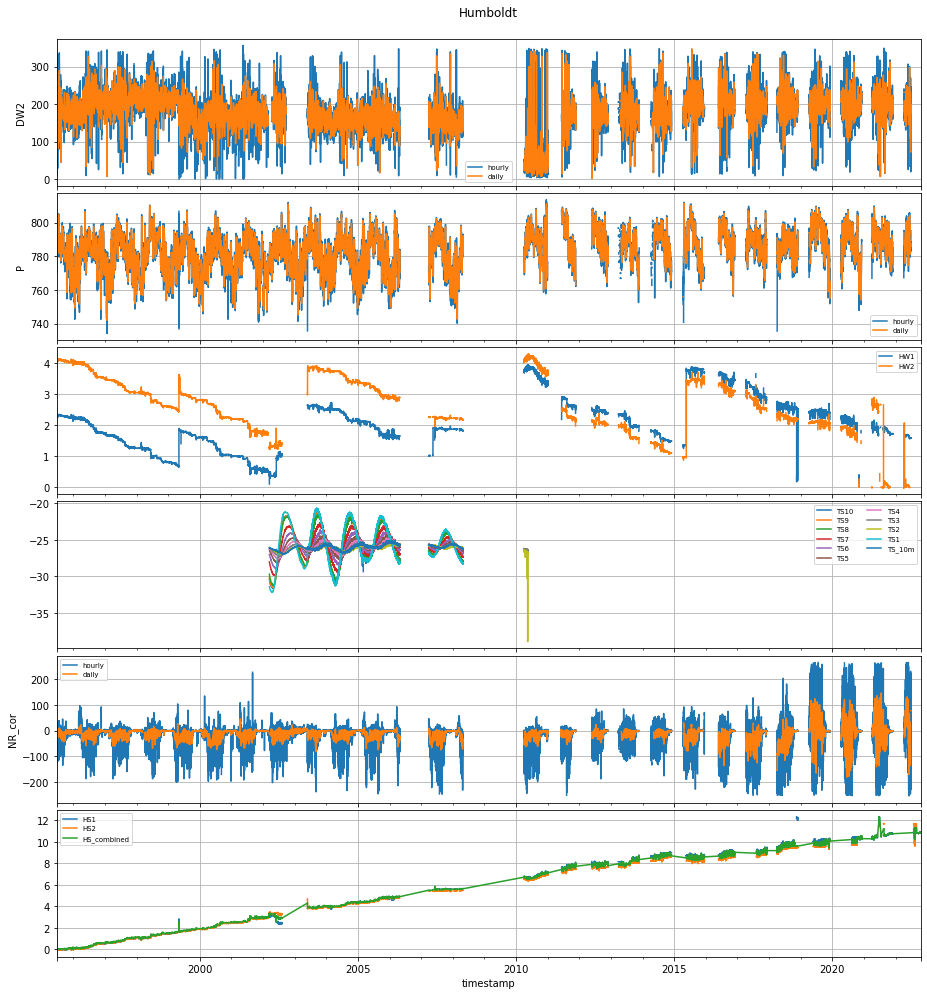 Humboldt
DW2
300
200
100
0
hourly
daily
P
800
780
760
740
hourly
daily
4
3
2
1
0
HW1
HW2
−20
−25
−30
−35
TS10 TS4
TS9 TS3
TS8 TS2
TS7 TS1
TS6 TS_10m
TS5
NR_cor
200
100
0
−100
−200
hourly
daily
12
10
8
6
4
2
0
HS1
HS2
HS_combined
2000 2005 2010 2015 2020
timestamp